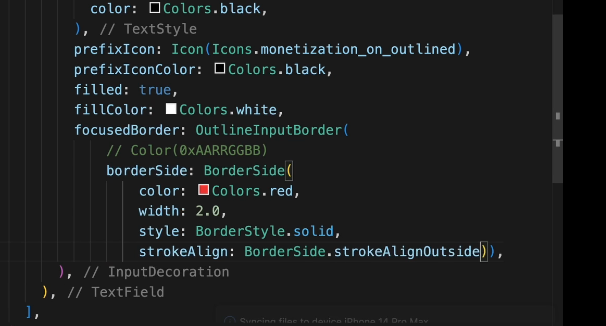 color: Colors.black,
), // TextStyle
prefixIcon: Icon(Icons.monetization_on_outlined),
prefixIconColor: Colors.black,
filled: true,
fillColor: Colors.white,
focusedBorder: OutlineInputBorder(
// Color(0xAARRGGBB)
borderSide: BorderSide(
color: Colors.red,
width: 2.0,
style: BorderStyle.solid,
strokeAlign: BorderSide.strokeAlignOutside)),
), // InputDecoration
), // TextField
],
Syncing files to device iPhone 14 Pro Max